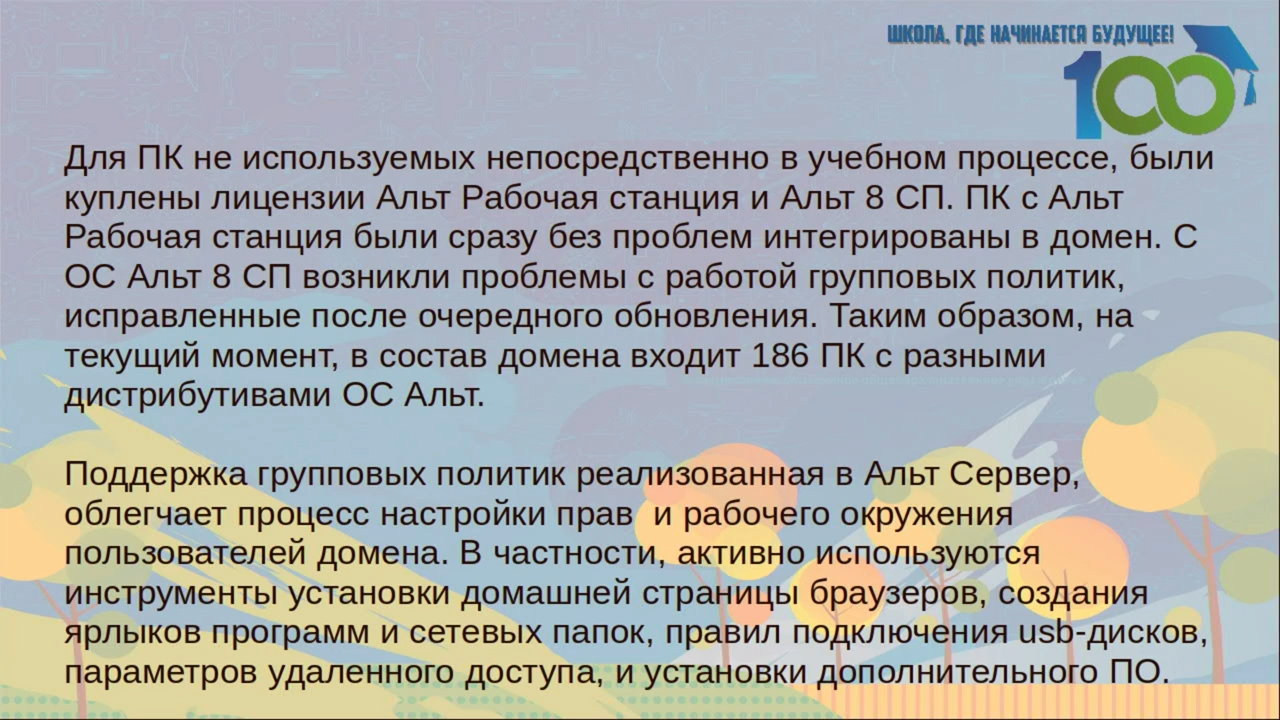 ШКОЛА, ГДЕ НАЧИНАЕТСЯ БУДУЩЕЕ!
100
Для ПК не используемых непосредственно в учебном процессе, были
куплены лицензии Альт Рабочая станция и Альт 8 СП. ПК с Альт
Рабочая станция были сразу без проблем интегрированы в домен. С
ОС Альт 8 СП возникли проблемы с работой групповых политик,
исправленные после очередного обновления. Таким образом, на
текущий момент, в состав домена входит 186 ПК с разными
дистрибутивами ОС Альт.
Поддержка групповых политик реализованная в Альт Сервер,
облегчает процесс настройки прав  и рабочего окружения
пользователей домена. В частности, активно используются
инструменты установки домашней страницы браузеров, создания
ярлыков программ и сетевых папок, правил подключения usb-дисков,
параметров удаленного доступа, и установки дополнительного ПО.